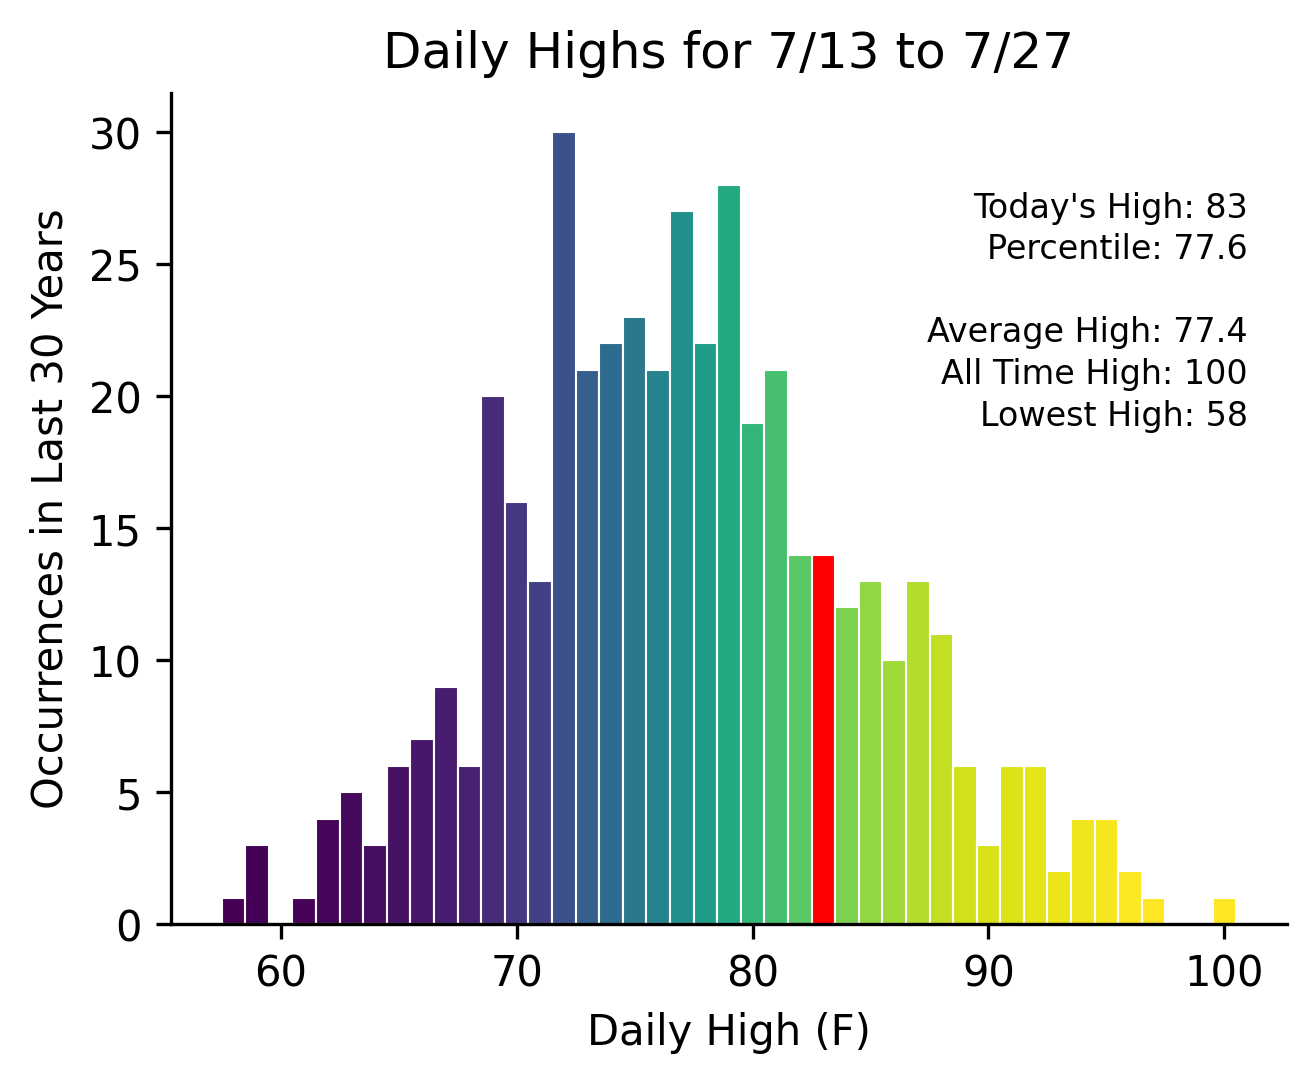 Daily Highs for 7/13 to 7/27
Occurrences in Last 30 Years
30
25
20
15
10
5
0
Today's High: 83
Percentile: 77.6
Average High: 77.4
All Time High: 100
Lowest High: 58
60 70 80 90 100
Daily High (F)